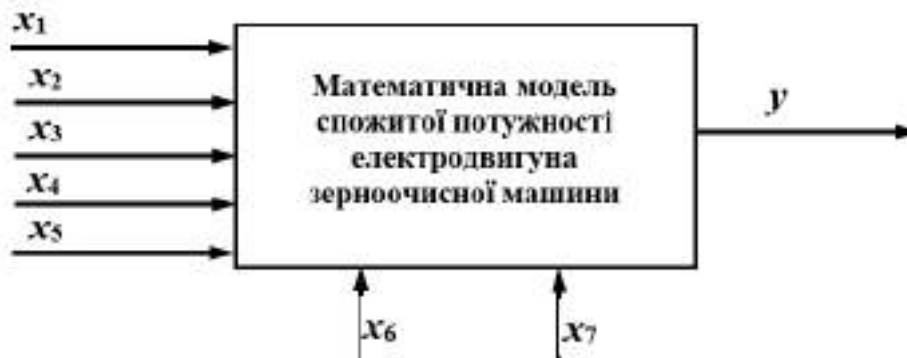 x1
x2
x3
x4
x5
Математична модель
спожитої потужності
електродвигуна
зерноочисної машини
y
x6
x7